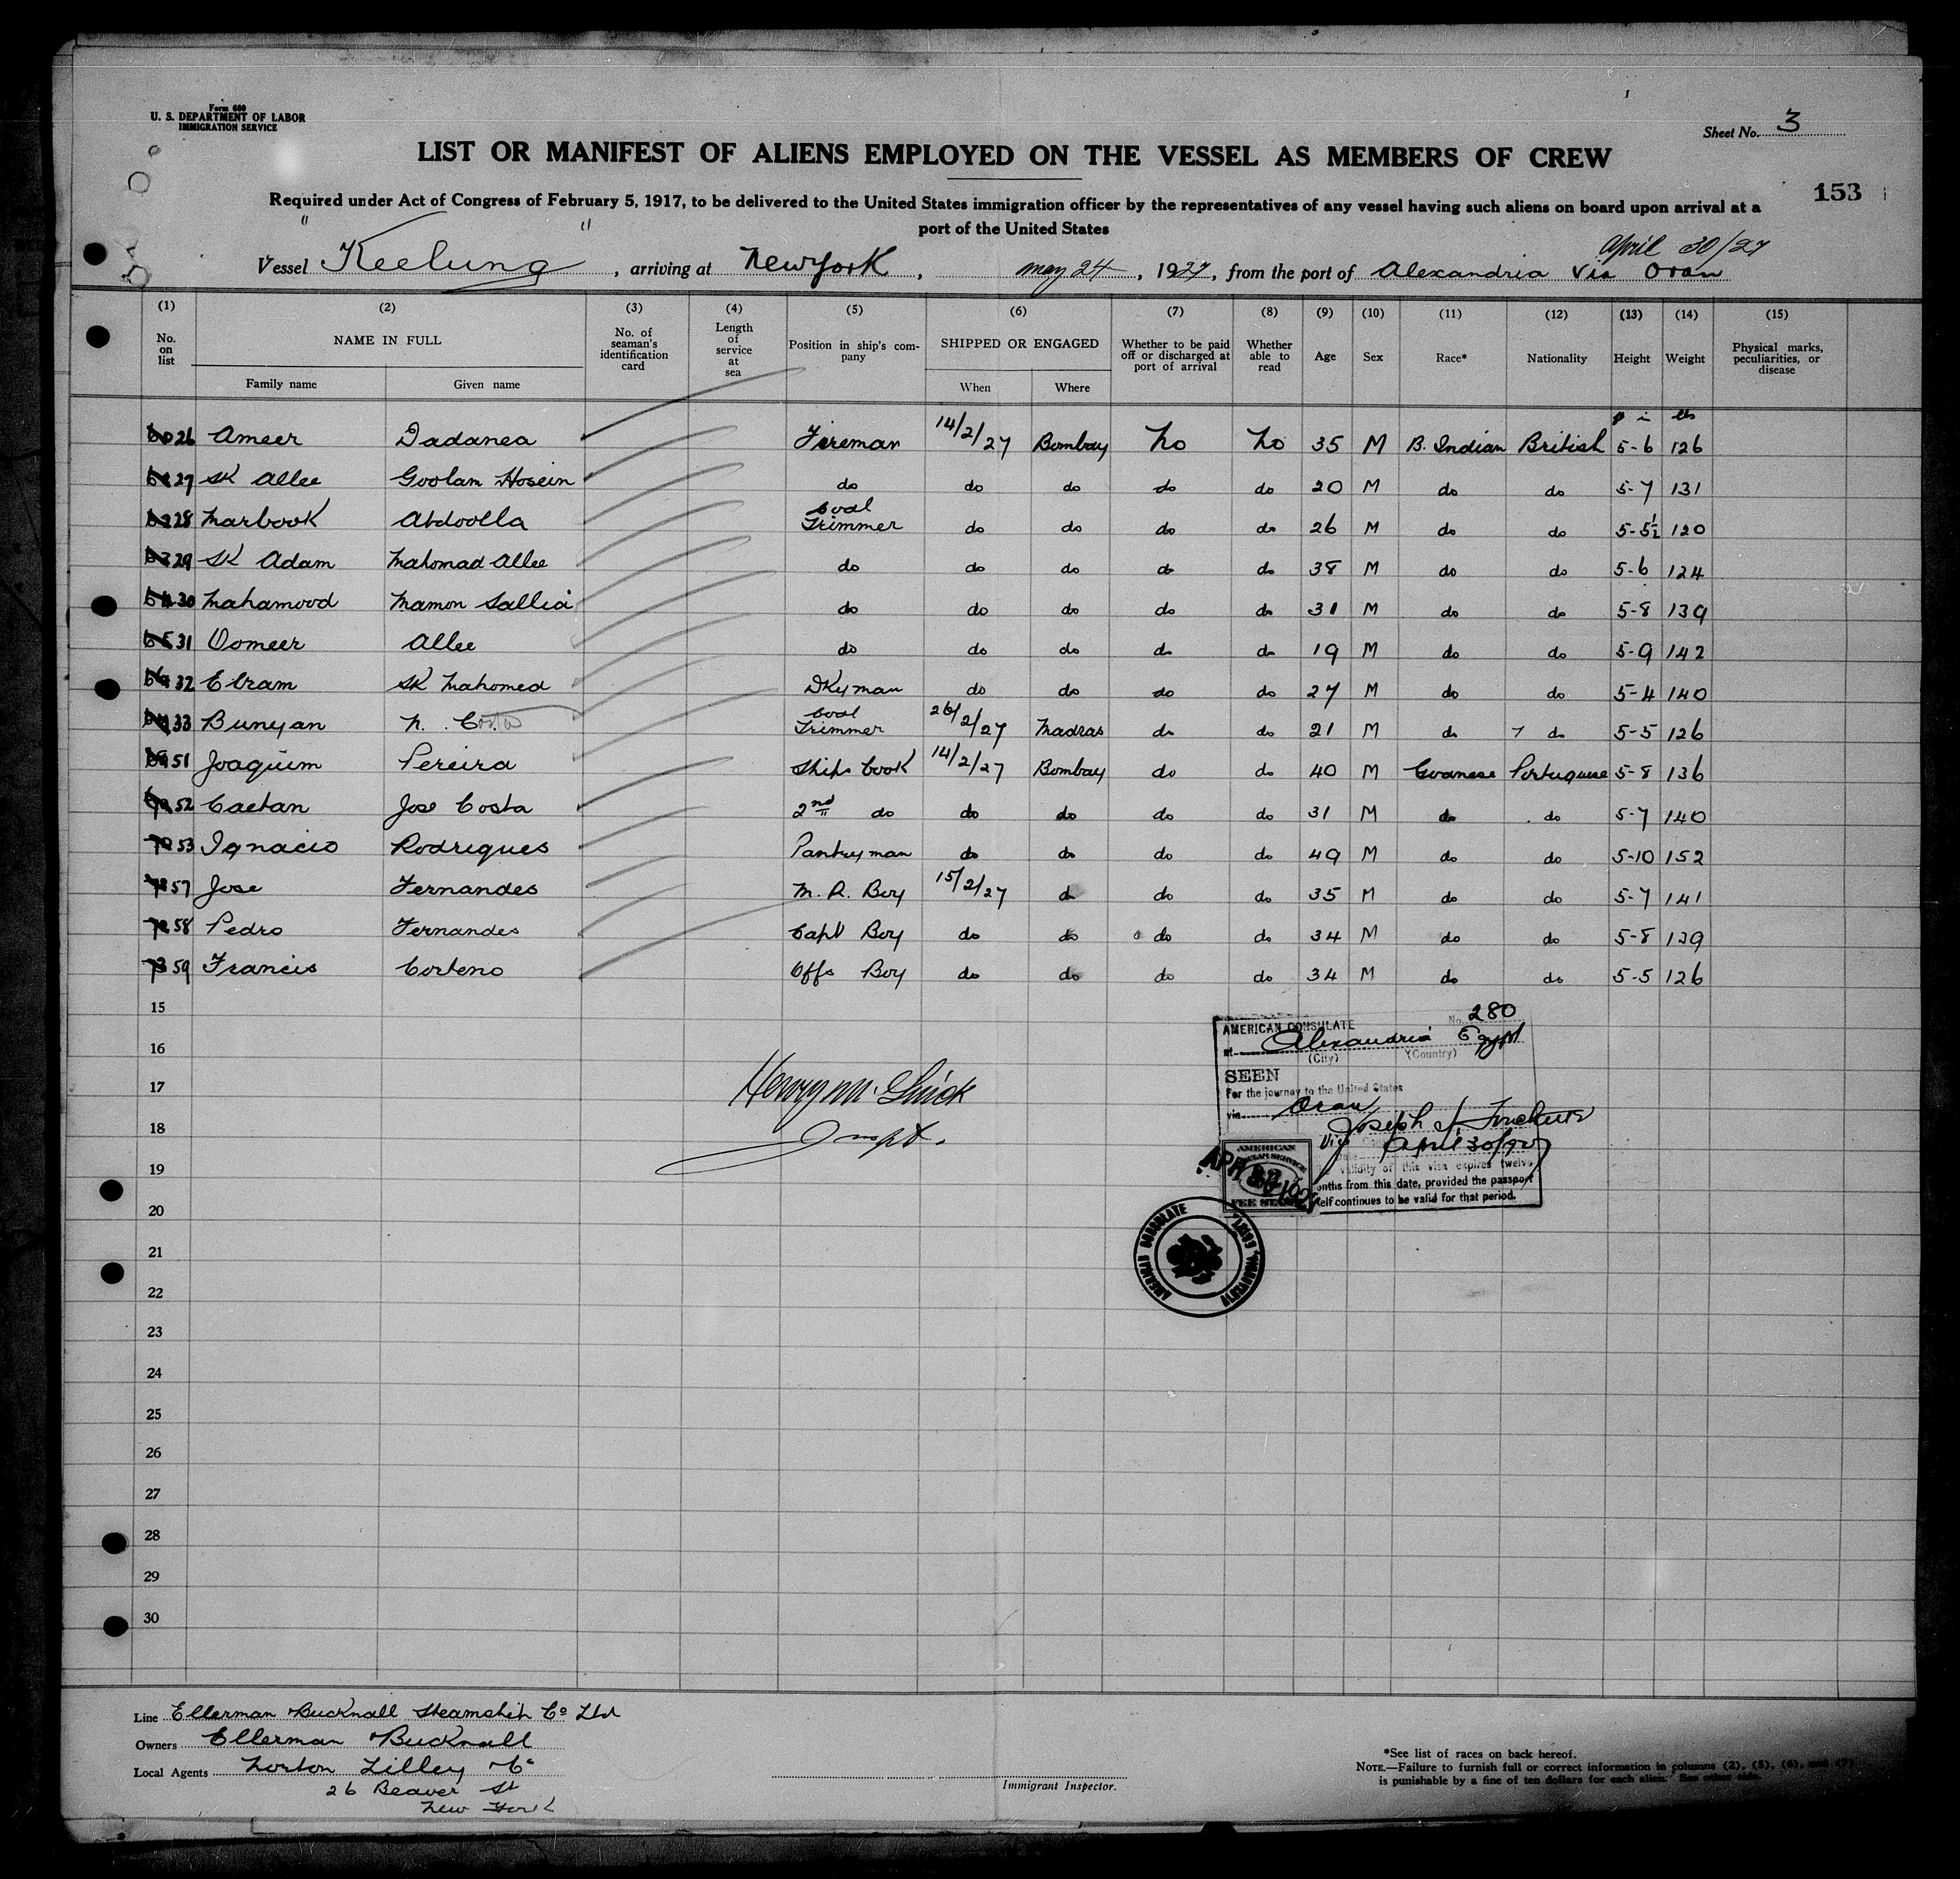 Form 680
U. S. DEPARTMENT OF LABOR
IMMIGRATION SERVICE
Sheet No. 3
LIST OR MANIFEST OF ALIENS EMPLOYED ON THE VESSEL AS MEMBERS OF CREW
153
Required under Act of Congress of February 5, 1917, to be delivered to the United States immigration officer by the representatives of any vessel having such aliens on board upon arrival at a
port of the United States
April 30/27
Vessel "Keelung", arriving at New York, May 24, 1927, from the port of Alexandria via Oran
(1) (2) (3) (4) (5) (6) (7) (8) (9) (10) (11) (12) (13) (14) (15)
No. on list NAME IN FULL No. of seaman's identification card Length of service at sea Position in ship's company SHIPPED OR ENGAGED Whether to be paid off or discharged at port of arrival Whether able to read Age Sex Race* Nationality Height Weight Physical marks, peculiarities, or disease
Family name Given name When Where
lbs
26 Ameer Dadanea Fireman 14/2/27 Bombay No No 35 M B. Indian British 5-6 126
27 SK Allee Goolam Hosein do do do do do 20 M do do 5-7 131
28 Marbook Abdoolla Coal Trimmer do do do do 26 M do do 5-5½ 120
29 SK Adam Mahomad Allee do do do do do 38 M do do 5-6 124
30 Mahamood Mamon Sallia do do do do do 31 M do do 5-8 139
31 Oomeer Allee do do do do do 19 M do do 5-9 142
32 Ebram SK Mahomed Dkyman do do do do 27 M do do 5-4 140
33 Bunyan N. Coal Trimmer 26/2/27 Madras do do 21 M do do 5-5 126
51 Joaquim Pereira Ships Cook 14/2/27 Bombay do do 40 M Goanese Portuguese 5-8 136
52 Caetan Jose Costa 2nd do do do do do 31 M do do 5-7 140
53 Ignacio Rodrigues Pantryman do do do do 49 M do do 5-10 152
57 Jose Fernandes M. R. Boy 15/2/27 do do do 35 M do do 5-7 141
58 Pedro Fernandes Capt Boy do do do do 34 M do do 5-8 139
59 Francis Corteno Offs Boy do do do do 34 M do do 5-5 126
15
16
17
18
19
20
21
22
23
24
25
26
27
28
29
30
Henry M. Glick
Inspt.
AMERICAN CONSULATE No. 280
at Alexandria Egypt
(City) (Country)
SEEN
For the journey to the United States
via Oran
Joseph
April 30/27
validity of this visa expires twelve
onths from this date, provided the passport
elf continues to be valid for that period.
AMERICAN
FEE STAMP
APR
AMERICAN CONSULATE
ALEXANDRIA, EGYPT
Line Ellerman Bucknall Steamship Co Ltd
Owners Ellerman Bucknall
Local Agents Norton Lilley Co
26 Beaver St
New York
Immigrant Inspector.
*See list of races on back hereof.
NOTE.—Failure to furnish full or correct information in columns (2), (5), (6), and (7)
is punishable by a fine of ten dollars for each alien. See other side.